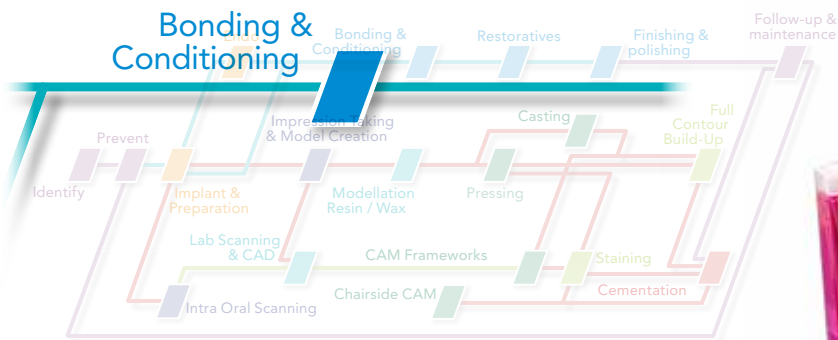 Bonding &
Conditioning
Endo
Bonding &
Conditioning
Restoratives
Finishing &
polishing
Follow-up &
maintenance
Impression Taking
& Model Creation
Casting
Full
Contour
Build-Up
Prevent
Identify
Implant &
Preparation
Modellation
Resin / Wax
Pressing
Lab Scanning
& CAD
CAM Frameworks
Staining
Intra Oral Scanning
Chairside CAM
Cementation